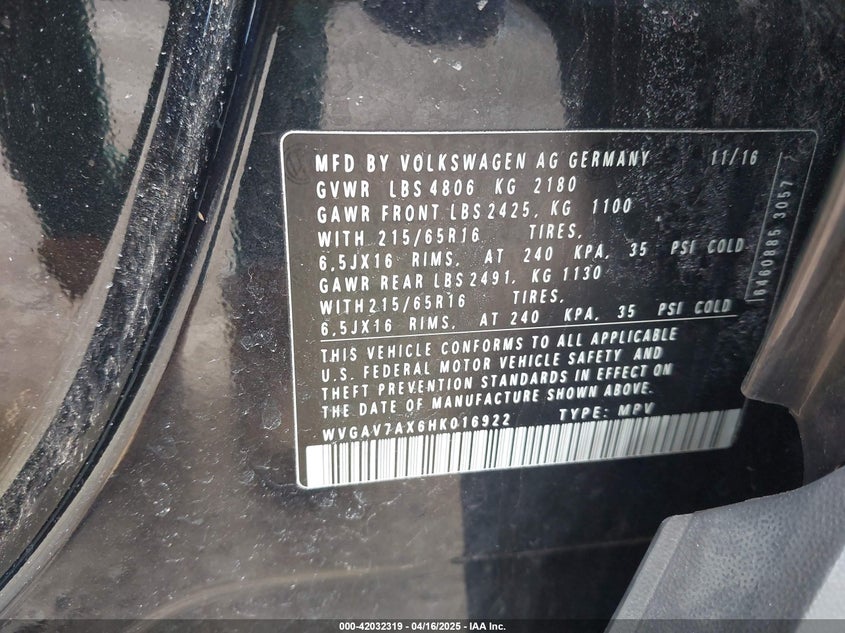 MFD BY VOLKSWAGEN AG GERMANY 11/16
GVWR LBS 4806 KG 2180
GAWR FRONT LBS 2425, KG 1100
WITH 215/65R16 TIRES,
6,5JX16 RIMS, AT 240 KPA, 35 PSI COLD
GAWR REAR LBS 2491, KG 1130
WITH 215/65R16 TIRES,
6,5JX16 RIMS, AT 240 KPA, 35 PSI COLD
THIS VEHICLE CONFORMS TO ALL APPLICABLE
U.S. FEDERAL MOTOR VEHICLE SAFETY AND
THEFT PREVENTION STANDARDS IN EFFECT ON
THE DATE OF MANUFACTURE SHOWN ABOVE.
WVGAV7AX6HK016922 TYPE: MPV
B460885 3057
000-42032319 - 04/16/2025 - IAA Inc.